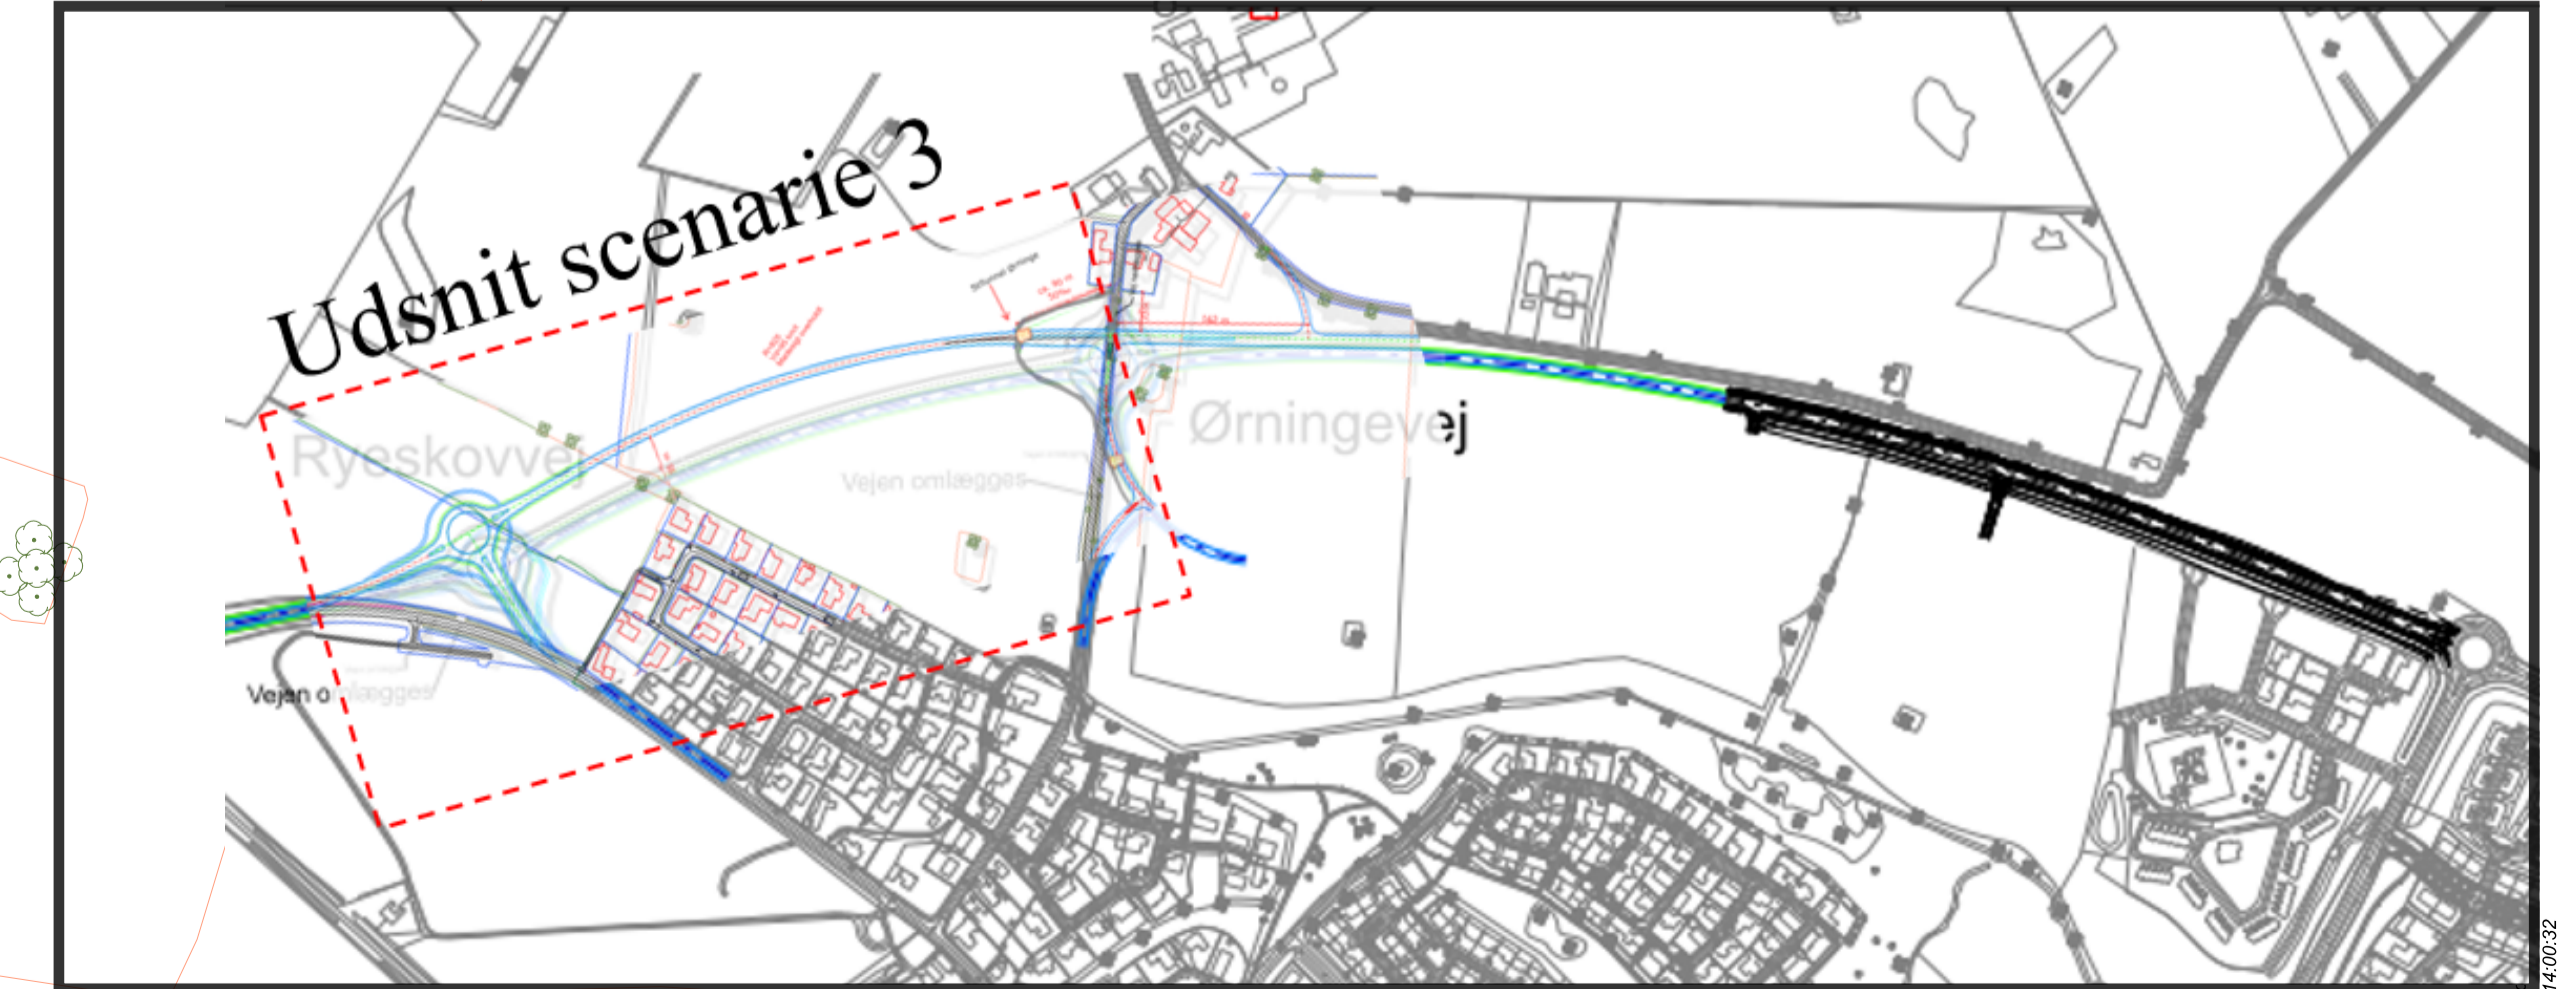 Udsnit scenarie 3
Ryeskovvej
Ørningevej
Vejen omlægges
Vejen omlægges
14:00:32